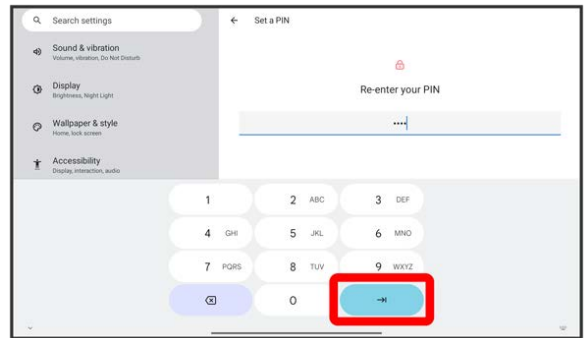 Search settings
Set a PIN
Sound & vibration
Volume, vibration, Do Not Disturb
Display
Brightness, Night Light
Wallpaper & style
Home, lock screen
Accessibility
Display, interaction, audio
Re-enter your PIN
1
2 ABC
3 DEF
4 GHI
5 JKL
6 MNO
7 PQRS
8 TUV
9 WXYZ
0